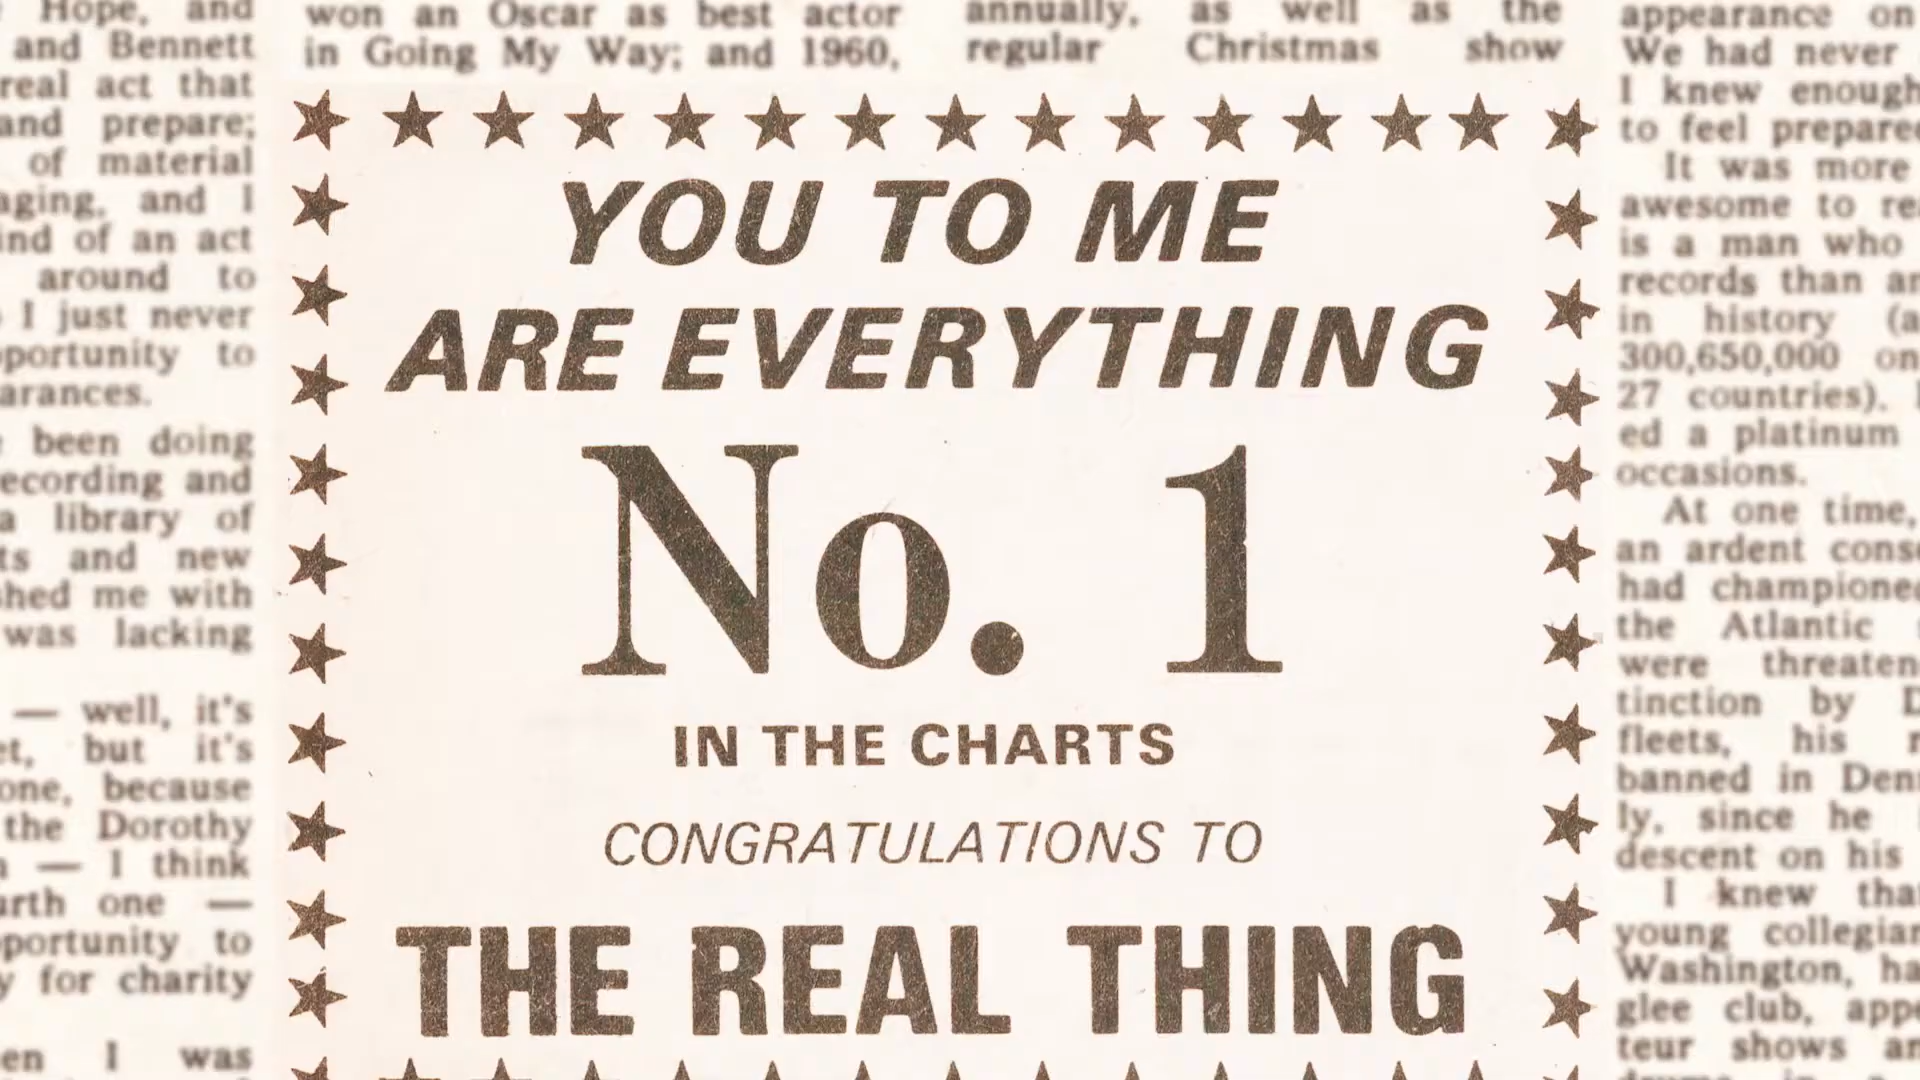 Hope, and
and Bennett
real act that
and prepare;
of material
and I
of an act
around to
I just never
to
been doing
and
a library of
and new
me with
was lacking
— well, it's
but it's
one, because
the Dorothy
— I think
one —
to
for charity
I was
won an Oscar as best actor
in Going My Way; and 1960,
annually, as well as the
regular Christmas show
YOU TO ME
ARE EVERYTHING
No. 1
IN THE CHARTS
CONGRATULATIONS TO
THE REAL THING
appearance on
We had never
I knew enough
to feel
It was more
awesome to
is a man who
records than
in history
300,650,000
27 countries).
ed a platinum
occasions.
At one time,
an ardent
had
the Atlantic
were
tinction by
fleets, his
banned in
ly, since he
descent on his
I knew
young
Washington,
glee club,
teur shows